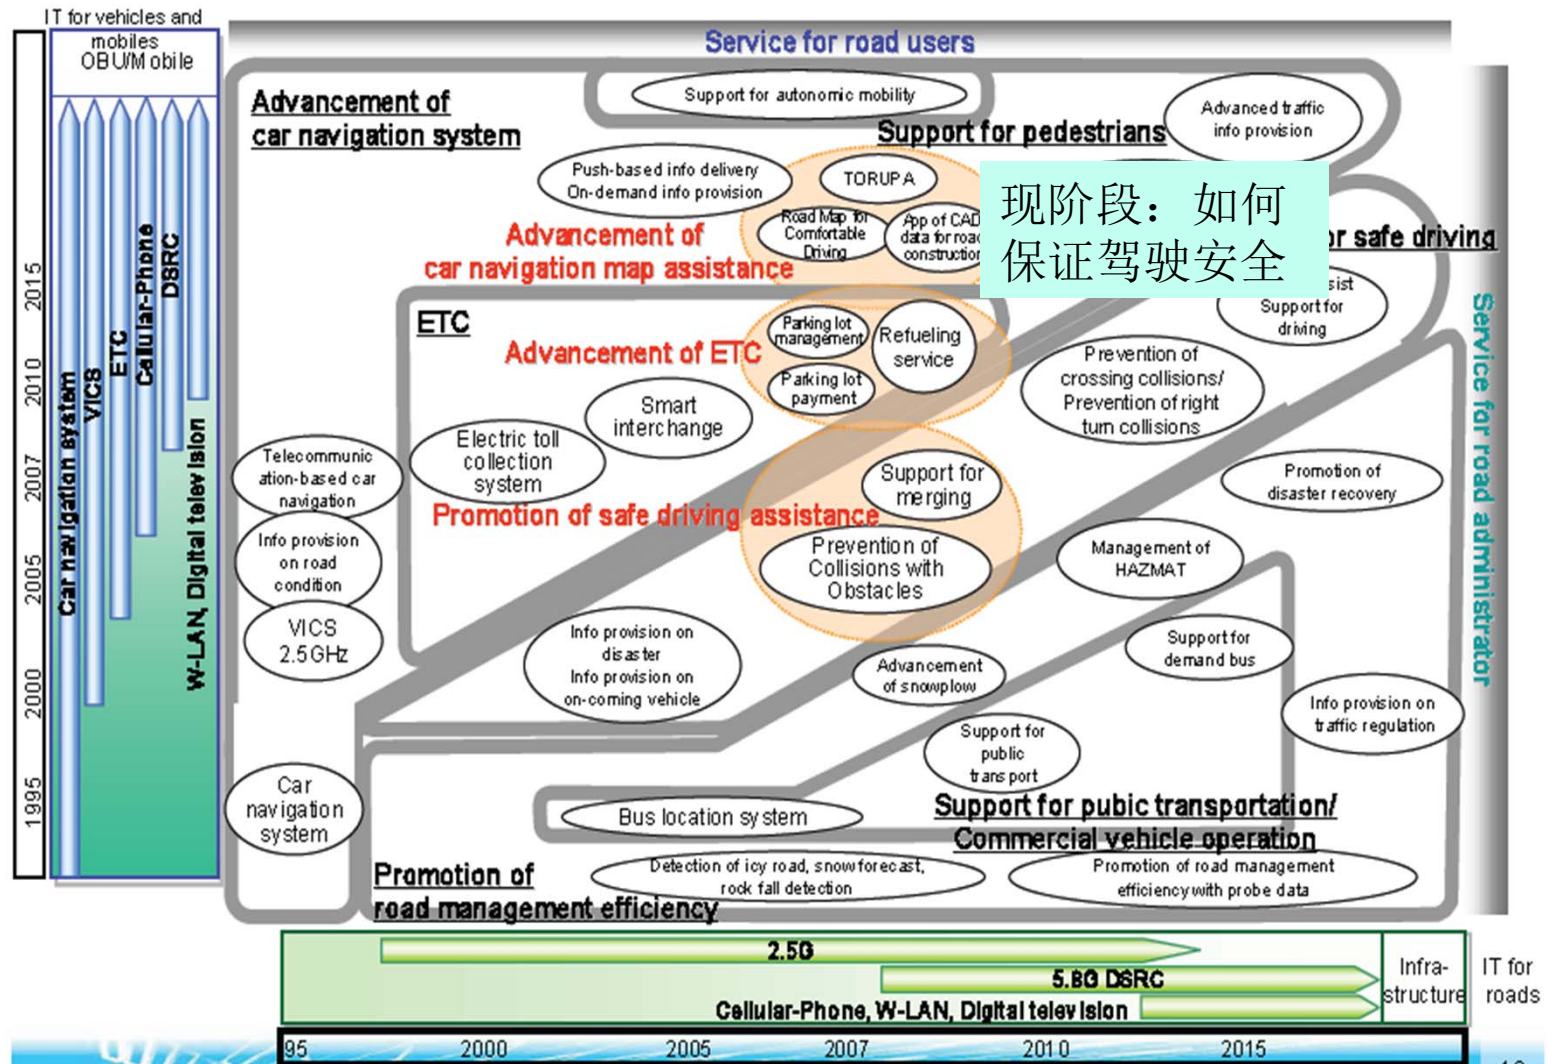 IT for vehicles and
mobiles
OBU/Mobile
Service for road users
Advancement of
car navigation system
Support for autonomic mobility
Support for pedestrians
Advanced traffic
info provision
Push-based info delivery
On-demand info provision
TORUPA
Road Map for
Comfortable
Driving
App of CAD
data for road
construction
现阶段：如何
保证驾驶安全
or safe driving
Advancement of
car navigation map assistance
ist
Support for
driving
ETC
Advancement of ETC
Parking lot
management
Refueling
service
Parking lot
payment
Prevention of
crossing collisions/
Prevention of right
turn collisions
Smart
interchange
Electric toll
collection
system
Telecommunic
ation-based car
navigation
Support for
merging
Promotion of
disaster recovery
Promotion of safe driving assistance
Info provision
on road
condition
Prevention of
Collisions with
Obstacles
Management of
HAZMAT
VICS
2.5GHz
Info provision on
disaster
Info provision on
on-coming vehicle
Support for
demand bus
Advancement
of snowplow
Info provision on
traffic regulation
Support for
public
transport
Car
navigation
system
Bus location system
Support for pubic transportation/
Commercial vehicle operation
Promotion of
road management efficiency
Detection of icy road, snow forecast,
rock fall detection
Promotion of road management
efficiency with probe data
Service for road administrator
2015
2010
2007
2005
2000
1995
Car navigation system
VICS
ETC
Callular-Phone
DSRC
W-LAN, Digital television
2.5G
5.8G DSRC
Cellular-Phone, W-LAN, Digital television
Infra-
structure
IT for
roads
95
2000
2005
2007
2010
2015